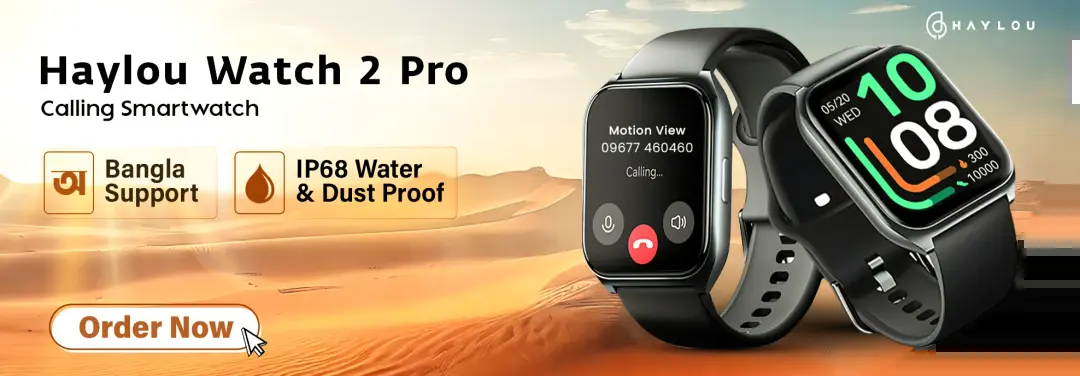 HAYLOU
Haylou Watch 2 Pro
Calling Smartwatch
অ
Bangla
Support
IP68 Water
& Dust Proof
Order Now
Motion View
09677 460460
Calling...
05/20
WED
10
08
300
10000